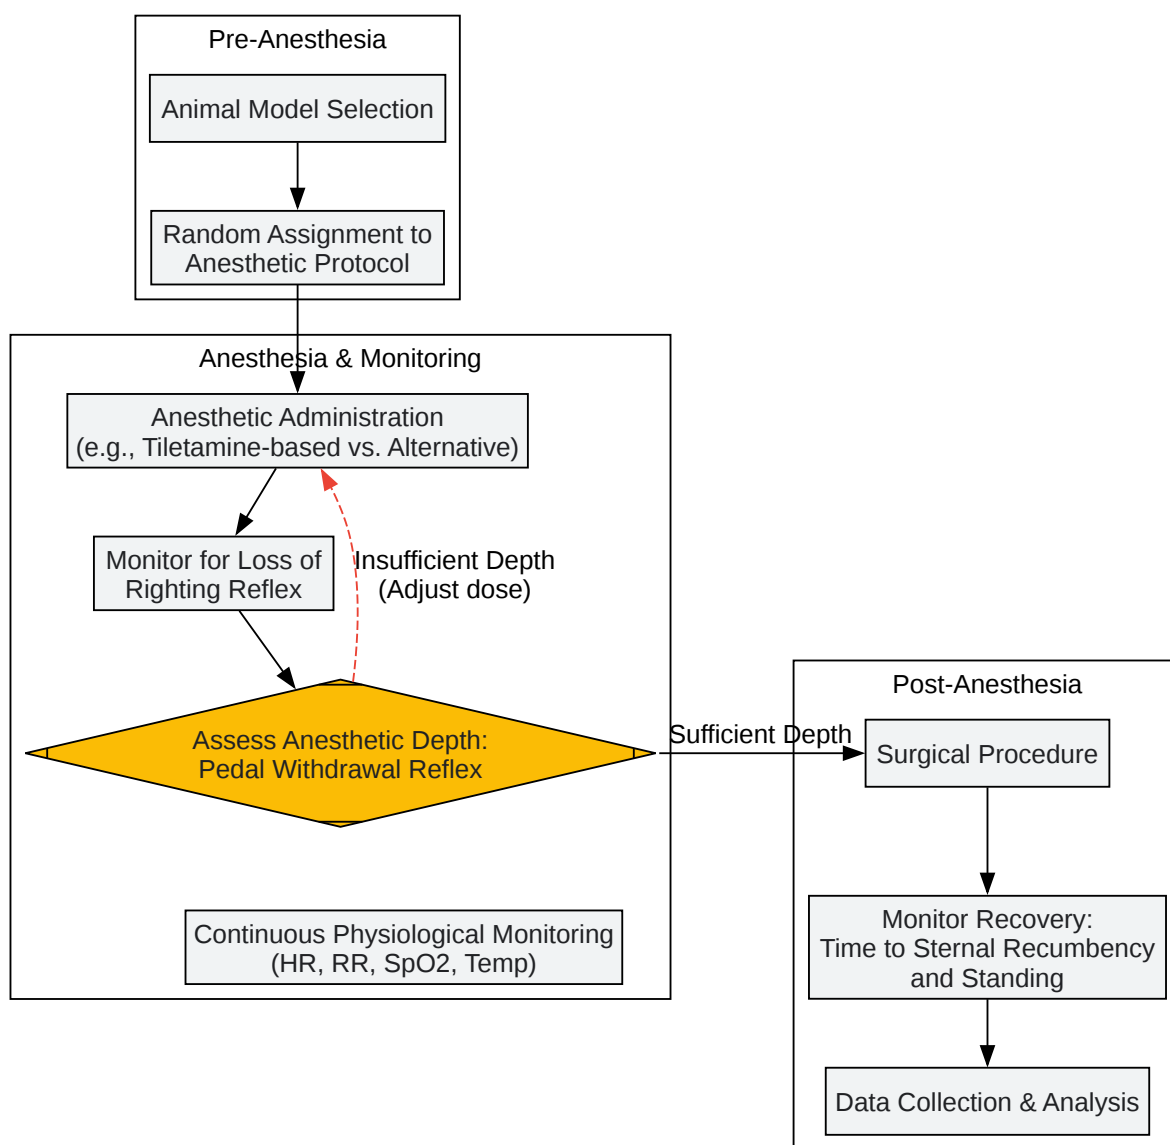 Pre-Anesthesia
Animal Model Selection
Random Assignment to
Anesthetic Protocol
Anesthesia & Monitoring
Anesthetic Administration
(e.g., Tiletamine-based vs. Alternative)
Monitor for Loss of
Righting Reflex
Insufficient Depth
(Adjust dose)
Assess Anesthetic Depth:
Pedal Withdrawal Reflex
Sufficient Depth
Continuous Physiological Monitoring
(HR, RR, SpO2, Temp)
Post-Anesthesia
Surgical Procedure
Monitor Recovery:
Time to Sternal Recumbency
and Standing
Data Collection & Analysis